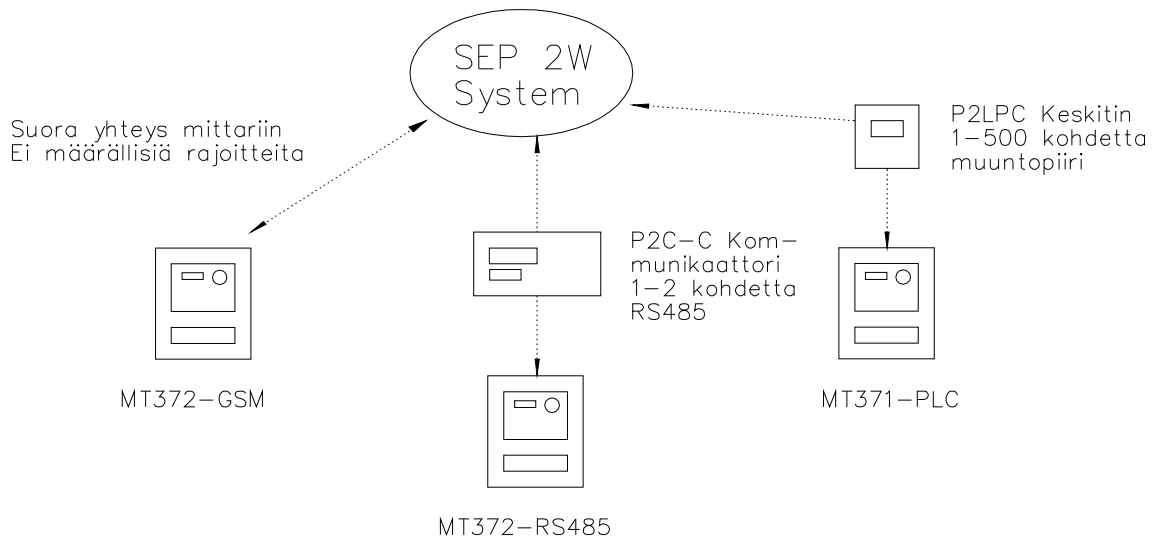 SEP 2W
System
Suora yhteys mittariin
Ei määrällisiä rajoitteita
P2LPC Keskitin
1-500 kohdetta
muuntopiiri
P2C-C Kom-
munikaattori
1-2 kohdetta
RS485
MT372-GSM
MT371-PLC
MT372-RS485